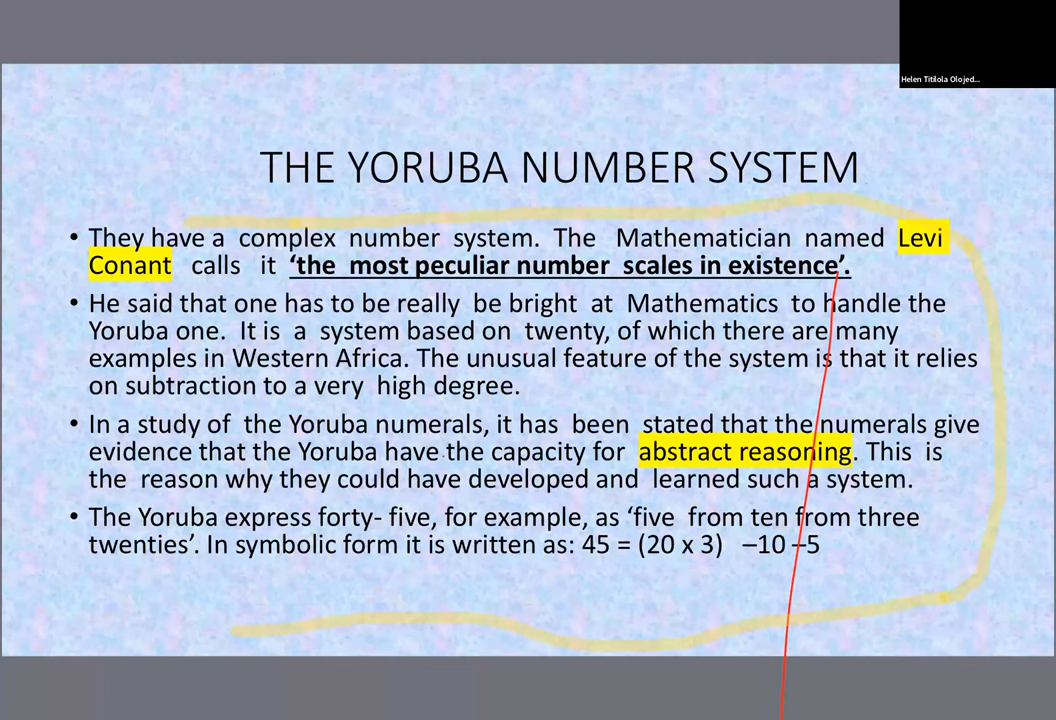 Helen Titilola Olojed...
THE YORUBA NUMBER SYSTEM
• They have a complex number system. The Mathematician named Levi
Conant calls it ‘the most peculiar number scales in existence’.
• He said that one has to be really be bright at Mathematics to handle the
Yoruba one. It is a system based on twenty, of which there are many
examples in Western Africa. The unusual feature of the system is that it relies
on subtraction to a very high degree.
• In a study of the Yoruba numerals, it has been stated that the numerals give
evidence that the Yoruba have the capacity for abstract reasoning. This is
the reason why they could have developed and learned such a system.
• The Yoruba express forty- five, for example, as ‘five from ten from three
twenties’. In symbolic form it is written as: 45 = (20 x 3) –10 –5